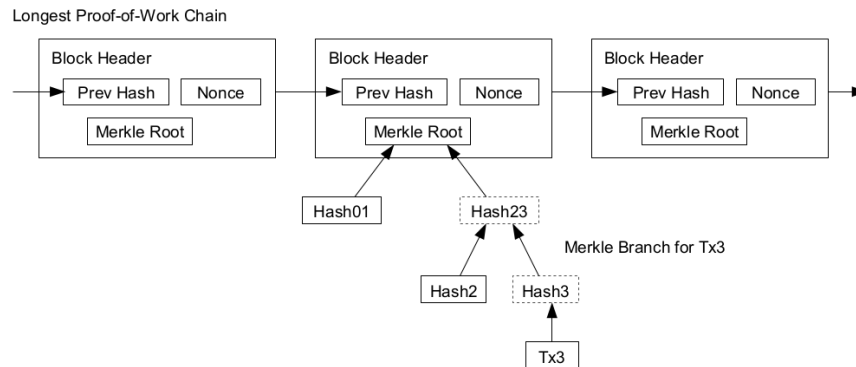 Longest Proof-of-Work Chain
Block Header
Prev Hash
Nonce
Merkle Root
Block Header
Prev Hash
Nonce
Merkle Root
Block Header
Prev Hash
Nonce
Merkle Root
Hash01
Hash23
Merkle Branch for Tx3
Hash2
Hash3
Tx3